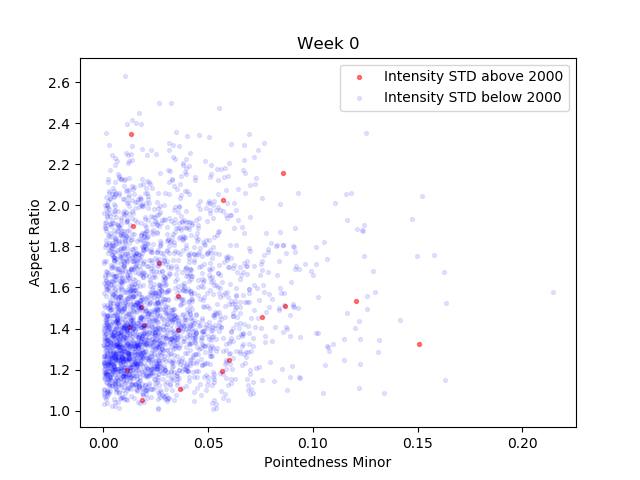 Week 0
Intensity STD above 2000
Intensity STD below 2000
2.6
2.4
2.2
2.0
1.8
1.6
1.4
1.2
1.0
Aspect Ratio
0.00 0.05 0.10 0.15 0.20
Pointedness Minor